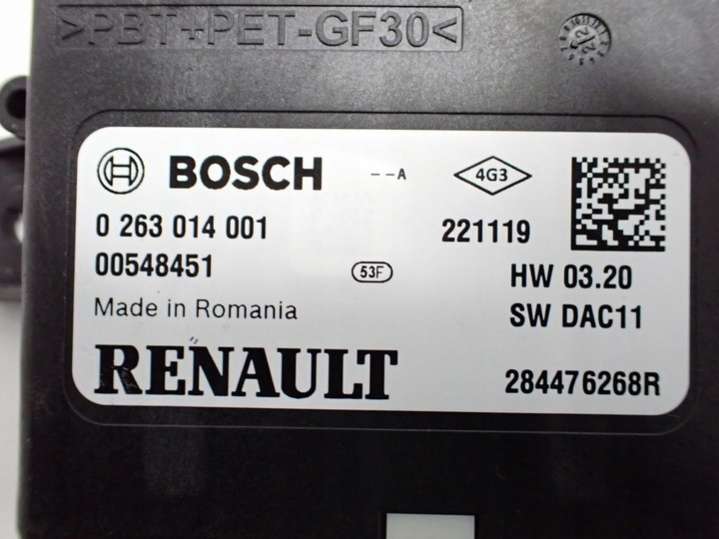 >PBT+PET-GF30<
BOSCH --A 4G3
0 263 014 001 221119
00548451 53F HW 03.20
Made in Romania SW DAC11
RENAULT 284476268R